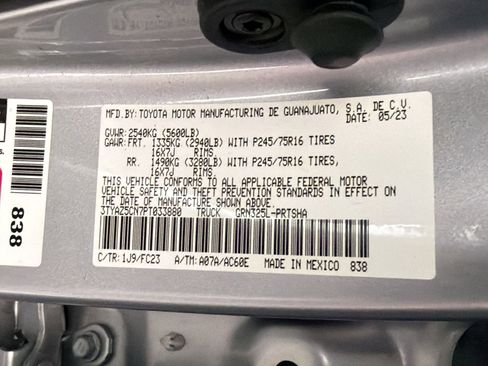 MFD.BY:TOYOTA MOTOR MANUFACTURING DE GUANAJUATO, S.A. DE C.V.
05/23
GVWR:2540KG (5600LB)
GAWR:FRT. 1335KG (2940LB) WITH P245/75R16 TIRES
16X7J RIMS,
RR. 1490KG (3280LB) WITH P245/75R16 TIRES,
16X7J RIMS.
THIS VEHICLE CONFORMS TO ALL APPLICABLE FEDERAL MOTOR
VEHICLE SAFETY AND THEFT PREVENTION STANDARDS IN EFFECT ON
THE DATE OF MANUFACTURE SHOWN ABOVE.
3TYAZ5CN7PT033880 TRUCK GRN325L-PRTSHA
C/TR:1J9/FC23 A/TM:A07A/AC60E MADE IN MEXICO 838
838